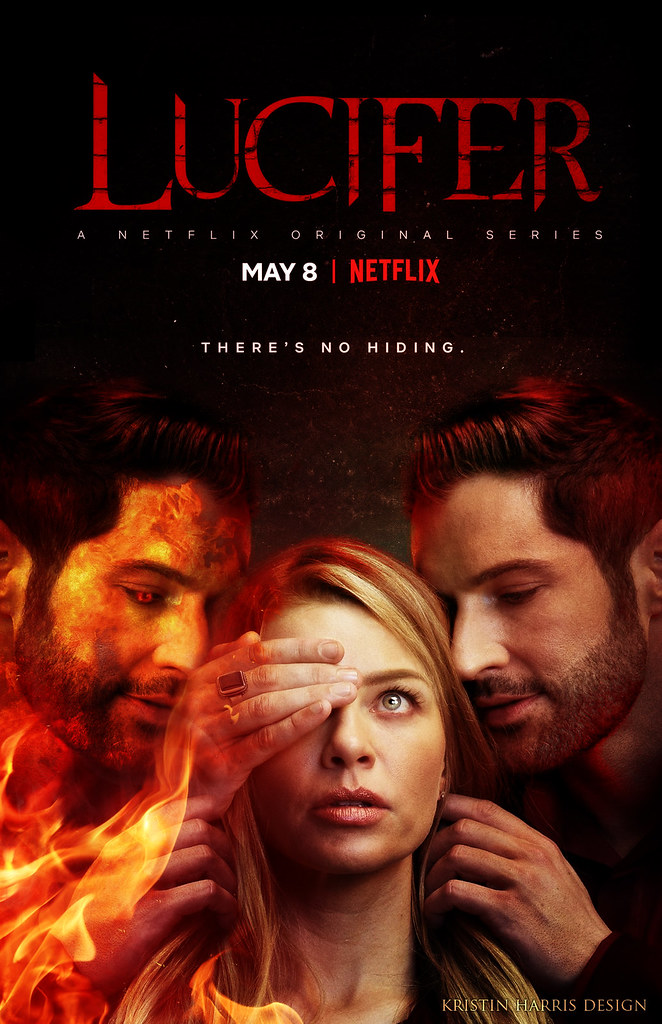 LUCIFER
A NETFLIX ORIGINAL SERIES
MAY 8 | NETFLIX
THERE'S NO HIDING.
KRISTIN HARRIS DESIGN